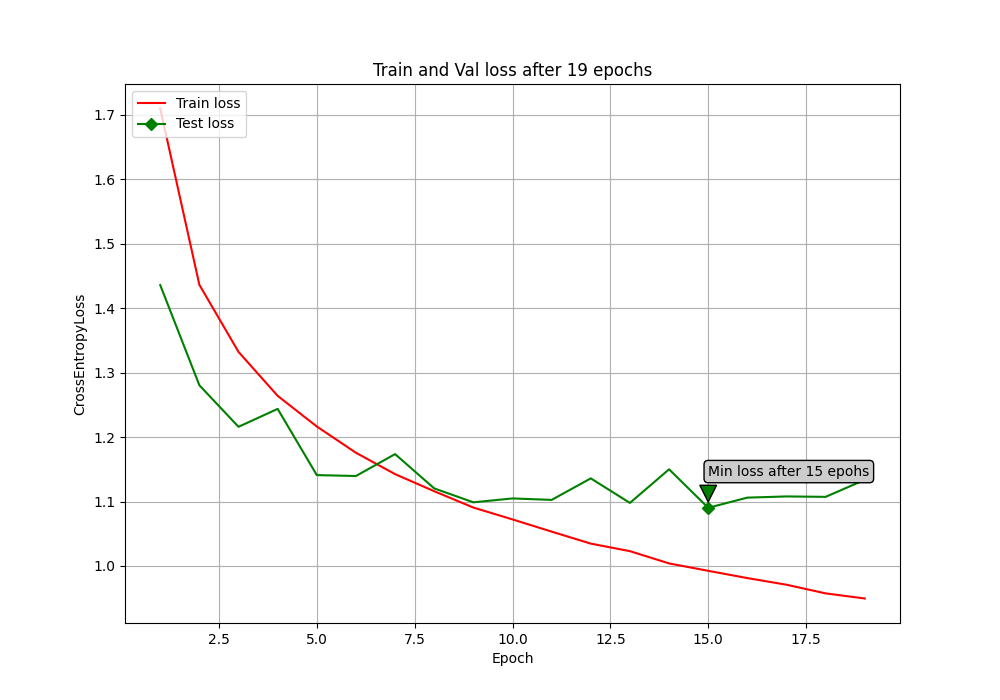 Train and Val loss after 19 epochs
Train loss
Test loss
1.7
1.6
1.5
1.4
1.3
1.2
1.1
1.0
CrossEntropyLoss
Min loss after 15 epohs
2.5 5.0 7.5 10.0 12.5 15.0 17.5
Epoch